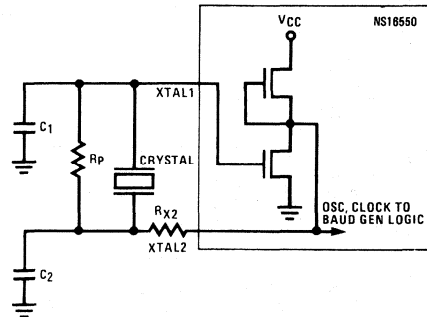 VCC
NS16550
XTAL1
C1
RP
CRYSTAL
RX2
XTAL2
OSC, CLOCK TO
BAUD GEN LOGIC
C2